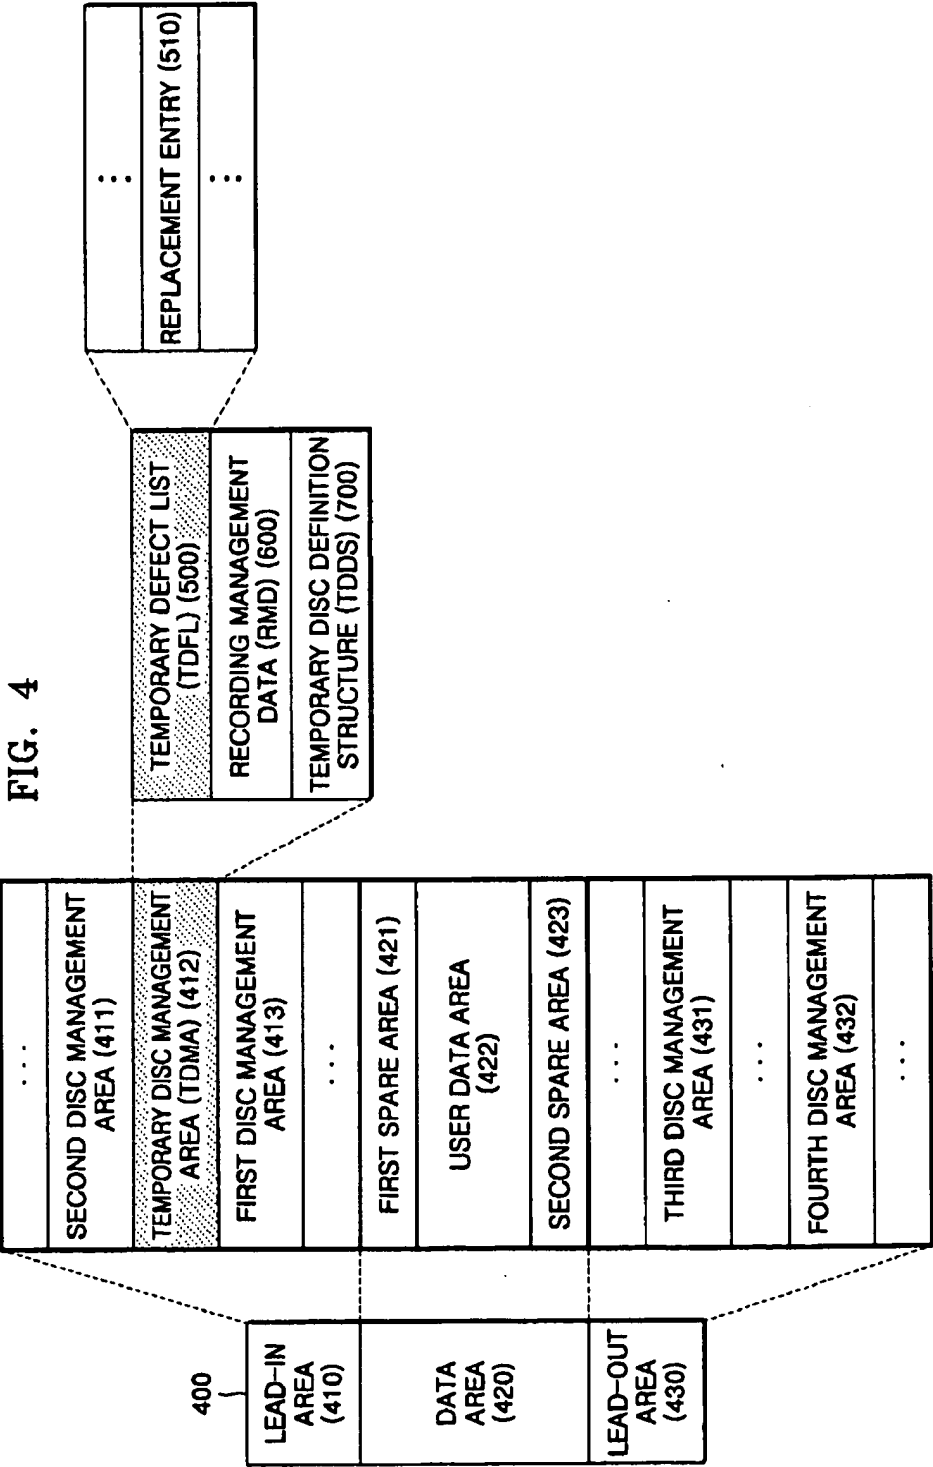 FIG. 4
400
LEAD-IN
AREA
(410)
DATA
AREA
(420)
LEAD-OUT
AREA
(430)
...
SECOND DISC MANAGEMENT
AREA (411)
TEMPORARY DISC MANAGEMENT
AREA (TDMA) (412)
FIRST DISC MANAGEMENT
AREA (413)
...
FIRST SPARE AREA (421)
USER DATA AREA
(422)
SECOND SPARE AREA (423)
...
THIRD DISC MANAGEMENT
AREA (431)
...
FOURTH DISC MANAGEMENT
AREA (432)
...
TEMPORARY DEFECT LIST
(TDFL) (500)
RECORDING MANAGEMENT
DATA (RMD) (600)
TEMPORARY DISC DEFINITION
STRUCTURE (TDDS) (700)
...
REPLACEMENT ENTRY (510)
...